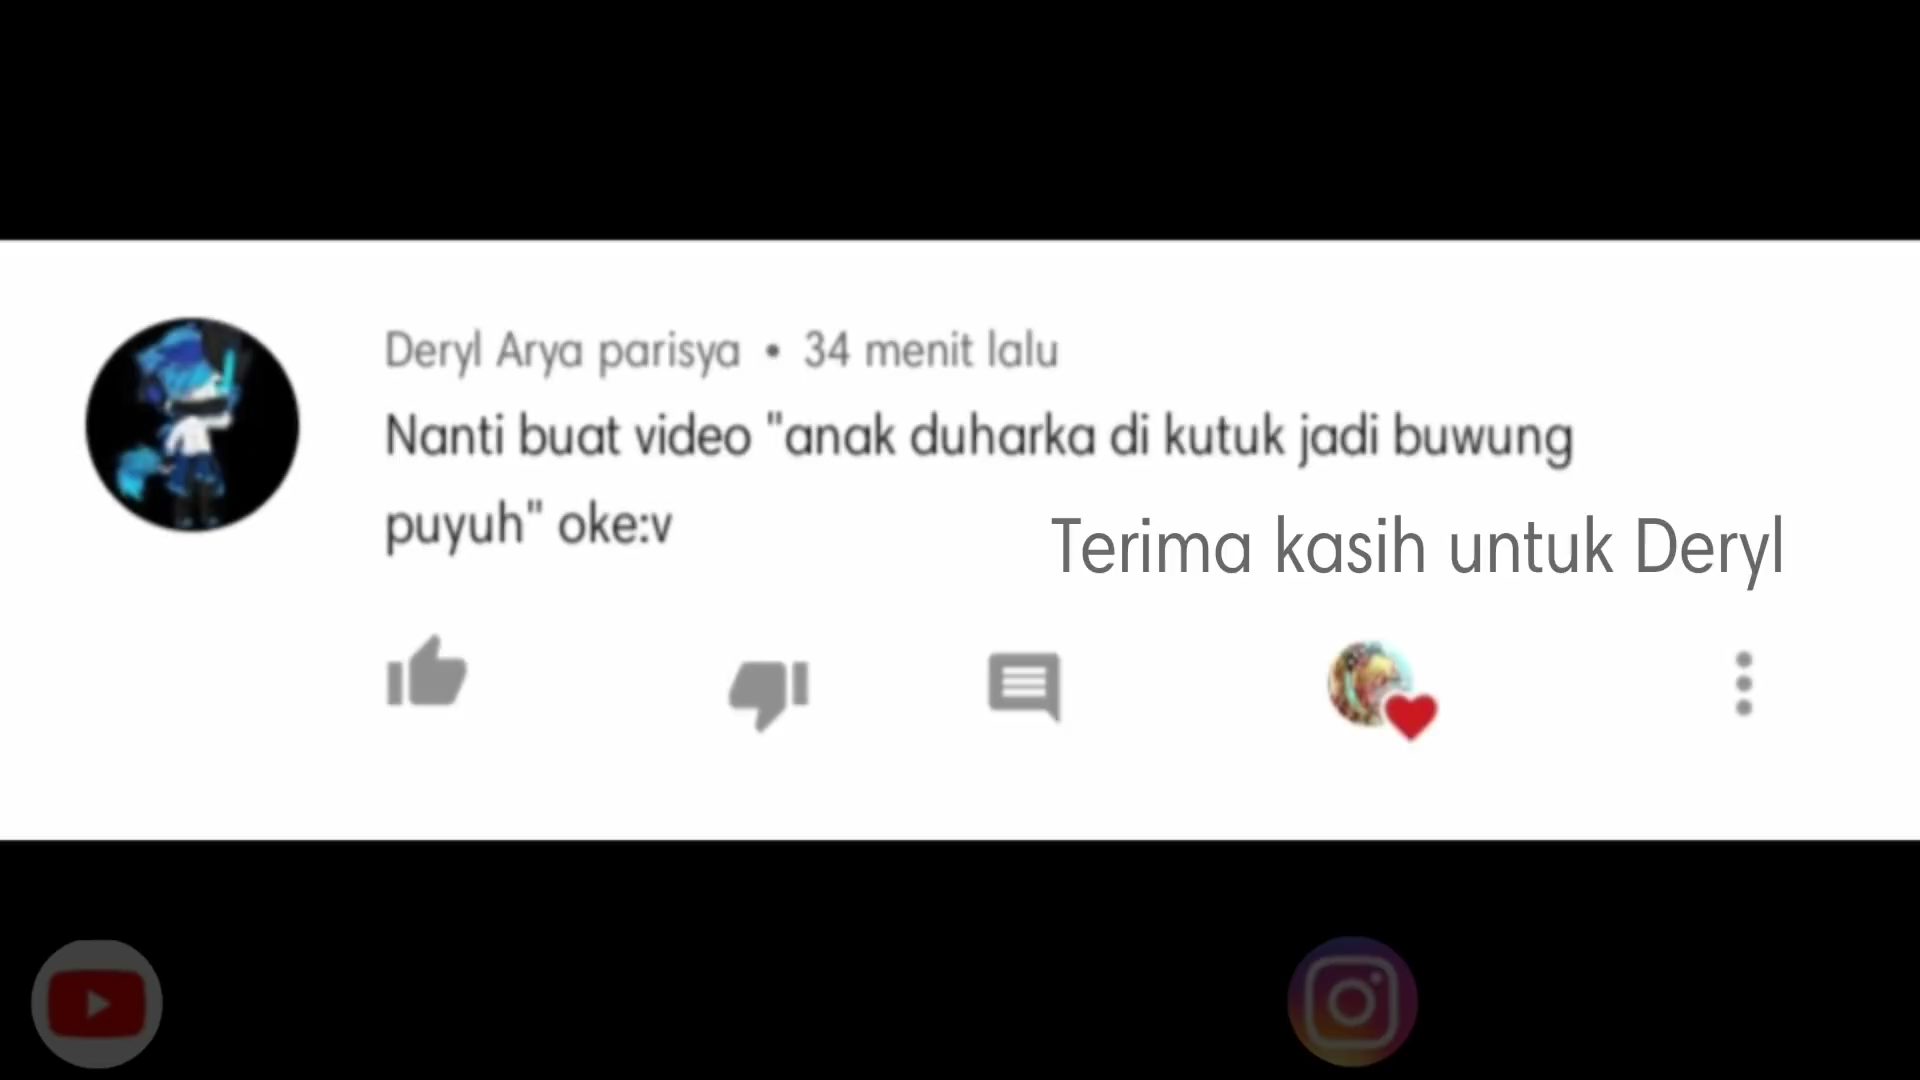 Deryl Arya parisya • 34 menit lalu
Nanti buat video "anak duharka di kutuk jadi buwung
puyuh" oke:v
Terima kasih untuk Deryl